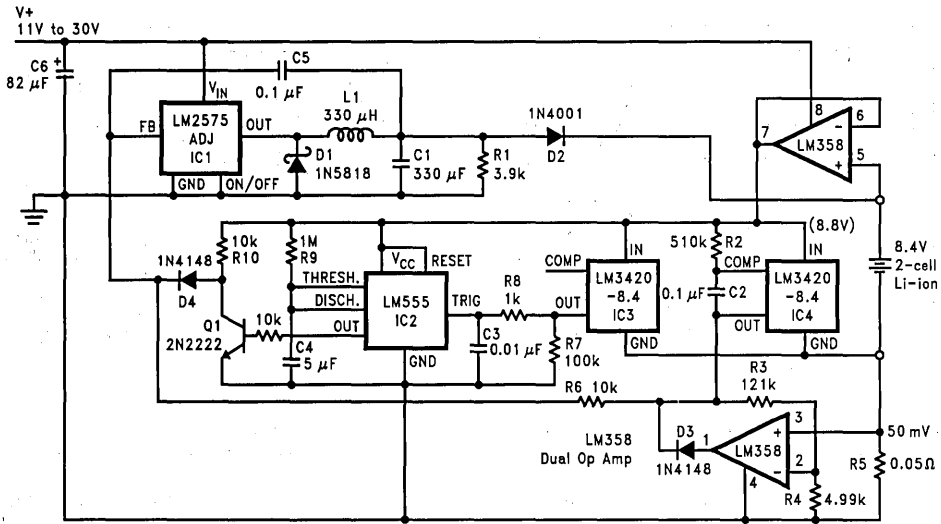 V+
11V to 30V
C6
82 µF
+
C5
0.1 µF
VIN
LM2575
ADJ
IC1
FB
OUT
GND
ON/OFF
L1
330 µH
D1
1N5818
C1
330 µF
R1
3.9k
1N4001
D2
8
7
6
5
-
+
LM358
(8.8V)
8.4V
2-cell
Li-ion
10k
R10
1N4148
D4
Q1
2N2222
10k
1M
R9
THRESH.
DISCH.
OUT
VCC
RESET
LM555
IC2
TRIG
GND
C4
5 µF
R8
1k
C3
0.01 µF
COMP
IN
LM3420
-8.4
IC3
OUT
GND
R7
100k
510k
R2
COMP
0.1 µF
C2
IN
LM3420
-8.4
IC4
OUT
GND
R6 10k
R3
121k
LM358
Dual Op Amp
D3
1N4148
1
3
2
4
+
-
LM358
R4
4.99k
50 mV
R5
0.05Ω